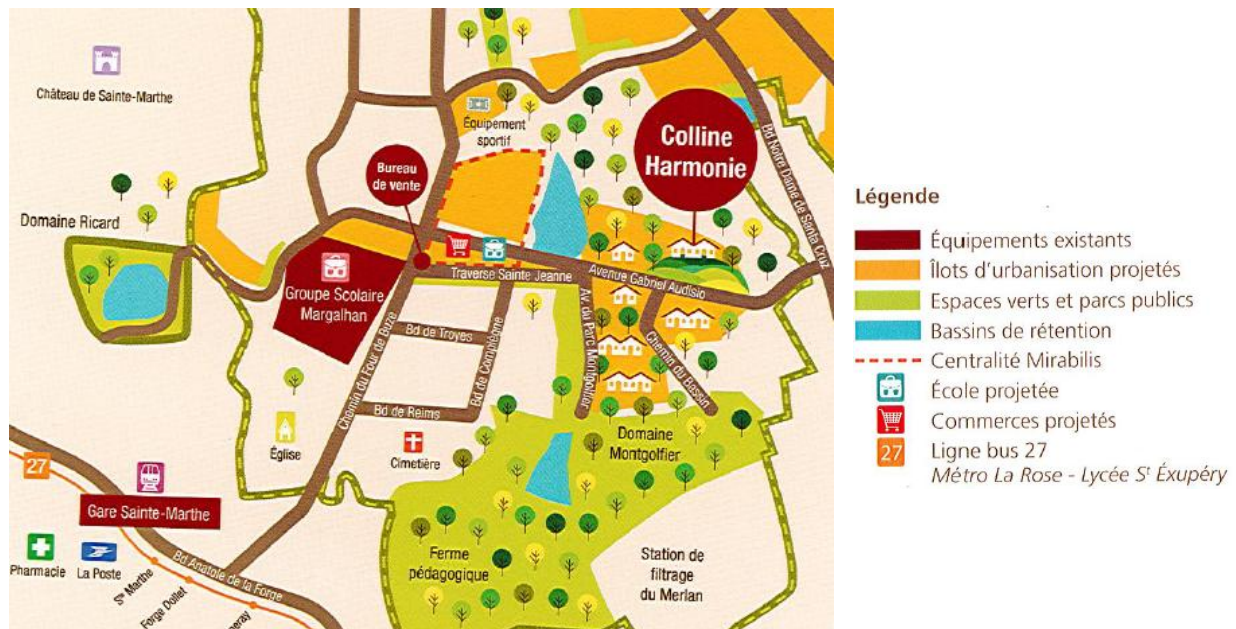 Château de Sainte-Marthe
Équipement
sportif
Colline
Harmonie
Bureau
de vente
Bd Notre Dame de Santa Cruz
Domaine Ricard
Groupe Scolaire
Margalhan
Traverse Sainte Jeanne
Avenue Gabriel Audisio
Chemin du Four de Buze
Bd de Troyes
Bd de Compiègne
Av. du Parc Montgolfier
Chemin du Bassin
Bd de Reims
Église
Cimetière
Domaine
Montgolfier
27
Gare Sainte-Marthe
Pharmacie
La Poste
Bd Anatole de la Forge
Ste Marthe
Forge Dollet
Ferme
pédagogique
Station de
filtrage
du Merlan
Légende
Équipements existants
Îlots d'urbanisation projetés
Espaces verts et parcs publics
Bassins de rétention
Centralité Mirabilis
École projetée
Commerces projetés
27 Ligne bus 27
Métro La Rose - Lycée St Éxupéry